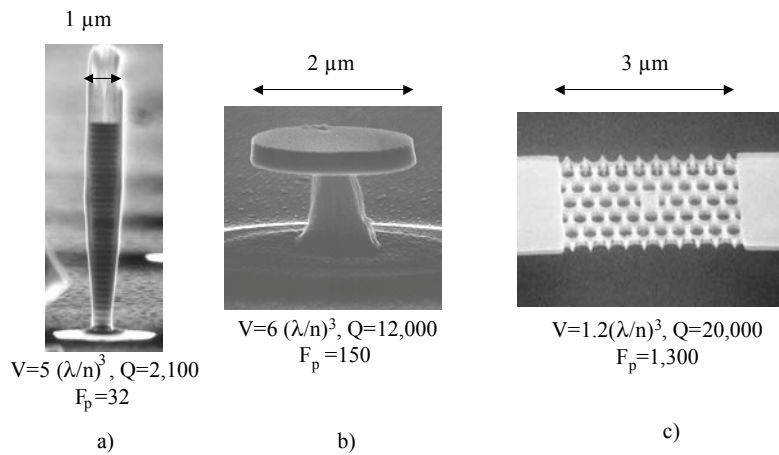 1 µm
V=5 (λ/n)³, Q=2,100
Fₚ=32
a)
2 µm
V=6 (λ/n)³, Q=12,000
Fₚ =150
b)
3 µm
V=1.2(λ/n)³, Q=20,000
Fₚ=1,300
c)